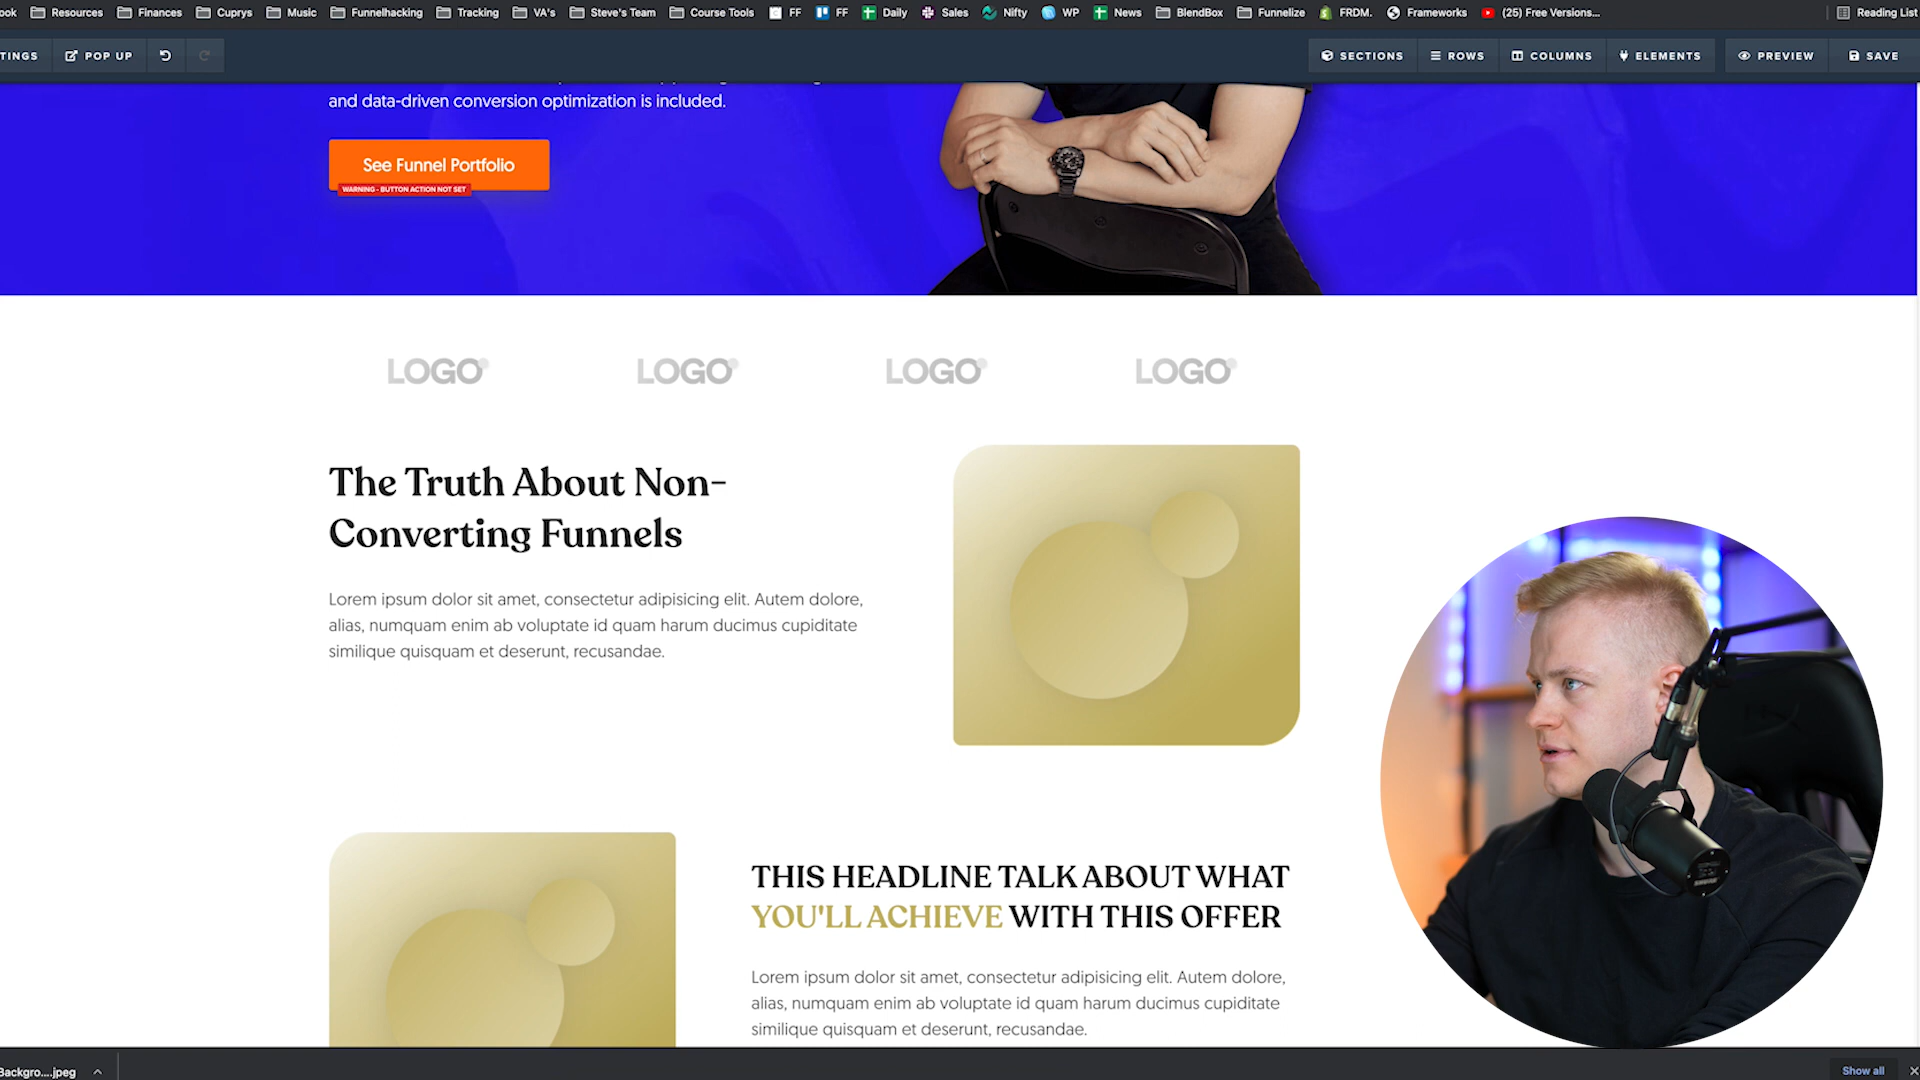 ook Resources Finances Cuprys Music Funnelhacking Tracking VA's Steve's Team Course Tools FF FF Daily Sales Nifty WP News BlendBox Funnelize FRDM. Frameworks (25) Free Versions... Reading List
TINGS POP UP SECTIONS ROWS COLUMNS ELEMENTS PREVIEW SAVE
and data-driven conversion optimization is included.
See Funnel Portfolio
WARNING - BUTTON ACTION NOT SET
LOGO LOGO LOGO LOGO
The Truth About Non-
Converting Funnels
Lorem ipsum dolor sit amet, consectetur adipisicing elit. Autem dolore,
alias, numquam enim ab voluptate id quam harum ducimus cupiditate
similique quisquam et deserunt, recusandae.
THIS HEADLINE TALK ABOUT WHAT
YOU'LL ACHIEVE WITH THIS OFFER
Lorem ipsum dolor sit amet, consectetur adipisicing elit. Autem dolore,
alias, numquam enim ab voluptate id quam harum ducimus cupiditate
similique quisquam et deserunt, recusandae.
Backgro....jpeg Show all